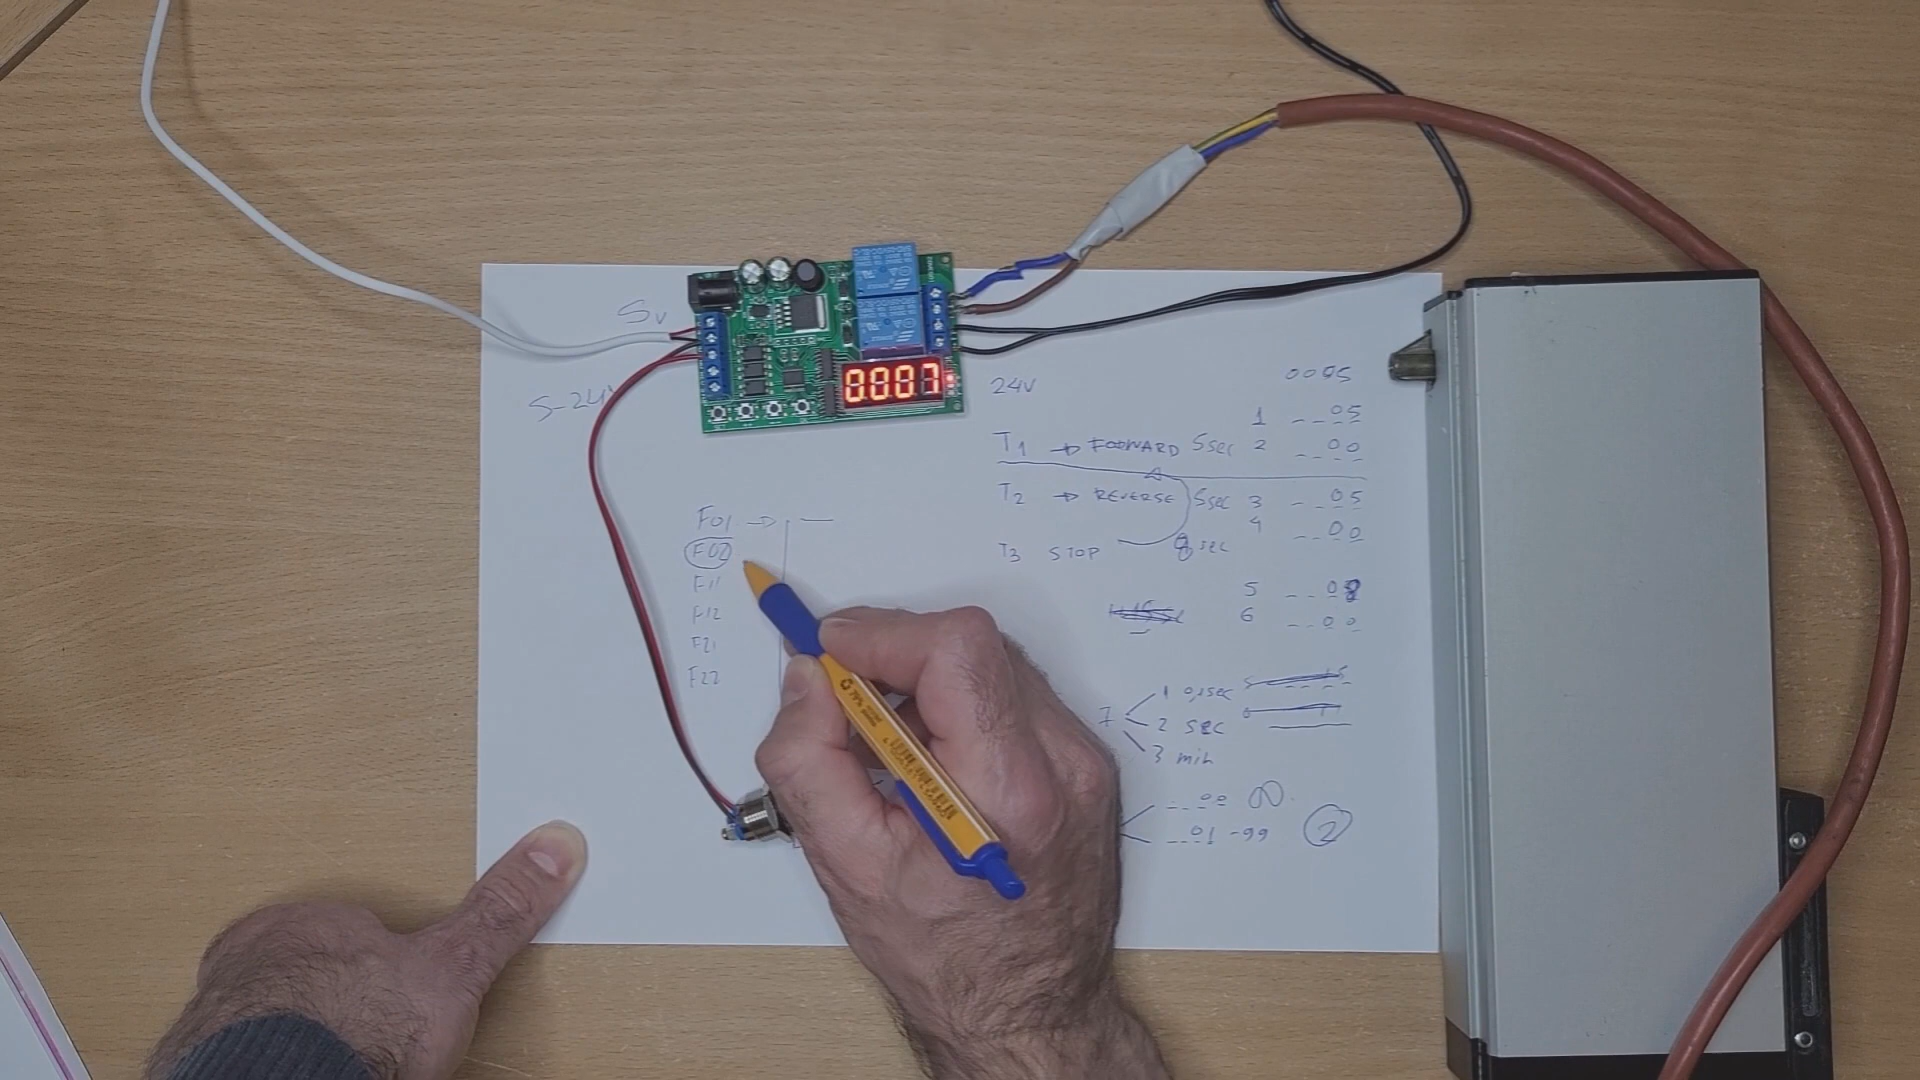 5v
5-24V
0007
24V
0005
1 _ _ 05
T1 → FORWARD 5sec 2 _ _ 00
T2 → REVERSE 5sec 3 _ _ 05
4 _ _ 00
T3 STOP 8 sec
5 _ _ 08
6 _ _ 00
F01 →
F02
F11
F12
F21
F22
7
1 0,1sec
2 sec
3 min
_ _ 00
_ _ 01 - 99 2